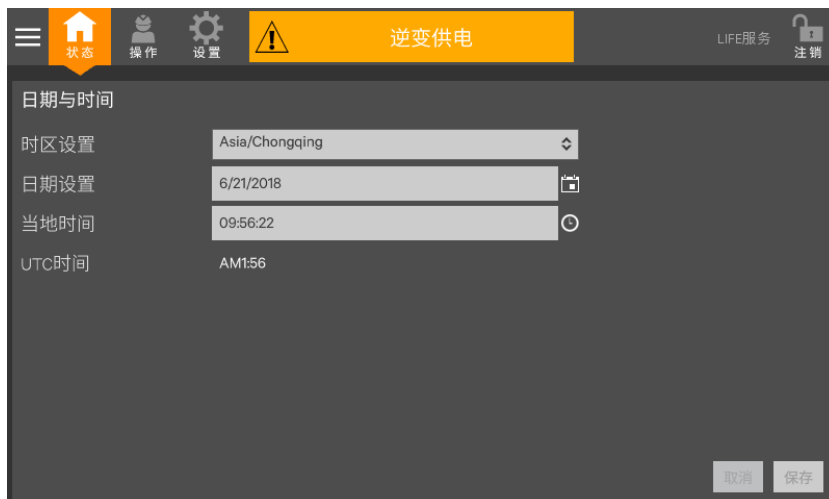 状态
操作
设置
逆变供电
LIFE服务
注销
日期与时间
时区设置
Asia/Chongqing
日期设置
6/21/2018
当地时间
09:56:22
UTC时间
AM1:56
取消
保存